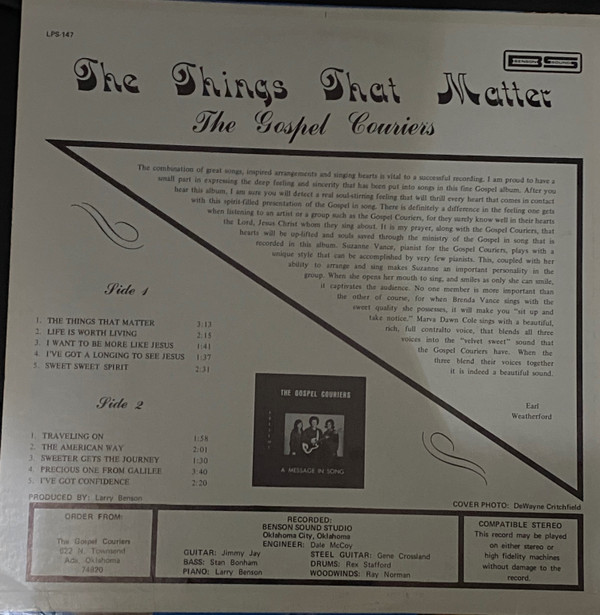 LPS-147
BENSON BS SOUND
The Things That Matter
The Gospel Couriers
The combination of great songs, inspired arrangements and singing hearts is vital to a successful recording. I am proud to have a
small part in expressing the deep feeling and sincerity that has been put into songs in this fine Gospel album. After you
hear this album, I am sure you will detect a real soul-stirring feeling that will thrill every heart that comes in contact
with this spirit-filled presentation of the Gospel in song. There is definitely a difference in the feeling one gets
when listening to an artist or a group such as the Gospel Couriers, for they surely know well in their hearts
the Lord, Jesus Christ whom they sing about. It is my prayer, along with the Gospel Couriers, that
hearts will be up-lifted and souls saved through the ministry of the Gospel in song that is
recorded in this album. Suzanne Vance, pianist for the Gospel Couriers, plays with a
unique style that can be accomplished by very few pianists. This, coupled with her
ability to arrange and sing makes Suzanne an important personality in the
group. When she opens her mouth to sing, and smiles as only she can smile,
it captivates the audience. No one member is more important than
the other of course, for when Brenda Vance sings with the
sweet quality she possesses, it will make you "sit up and
take notice." Marva Dawn Cole sings with a beautiful,
rich, full contralto voice, that blends all three
voices into the "velvet sweet" sound that
the Gospel Couriers have. When the
three blend their voices together
it is indeed a beautiful sound.
Earl
Weatherford
Side 1
1. THE THINGS THAT MATTER 3:13
2. LIFE IS WORTH LIVING 2:15
3. I WANT TO BE MORE LIKE JESUS 1:41
4. I'VE GOT A LONGING TO SEE JESUS 1:37
5. SWEET SWEET SPIRIT 2:31
Side 2
1. TRAVELING ON 1:58
2. THE AMERICAN WAY 2:01
3. SWEETER GETS THE JOURNEY 1:30
4. PRECIOUS ONE FROM GALILEE 3:40
5. I'VE GOT CONFIDENCE 2:20
THE GOSPEL COURIERS
A MESSAGE IN SONG
PRODUCED BY: Larry Benson
COVER PHOTO: DeWayne Critchfield
ORDER FROM:
The Gospel Couriers
622 N. Townsend
Ada, Oklahoma
74820
RECORDED:
BENSON SOUND STUDIO
Oklahoma City, Oklahoma
ENGINEER: Dale McCoy
GUITAR: Jimmy Jay STEEL GUITAR: Gene Crossland
BASS: Stan Bonham DRUMS: Rex Stafford
PIANO: Larry Benson WOODWINDS: Ray Norman
COMPATIBLE STEREO
This record may be played
on either stereo or
high fidelity machines
without damage to the
record.